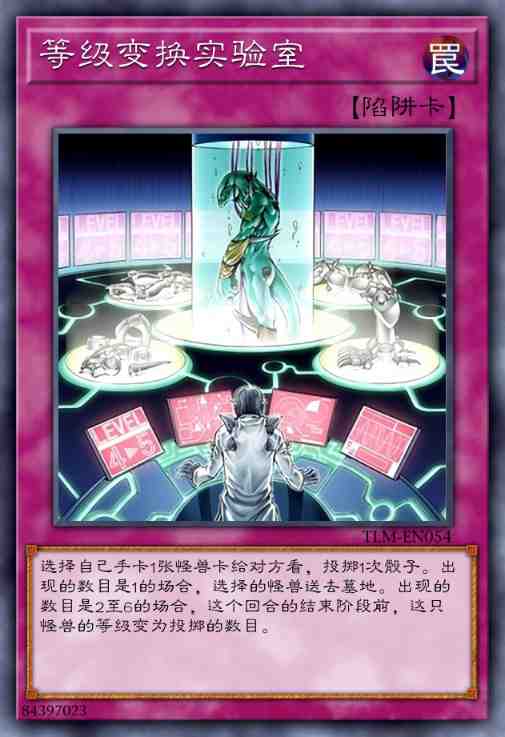 等级变换实验室
罠
【陷阱卡】
LEVEL
LEVEL
LEVEL
LEVEL
LEVEL
4▶5
TLM-EN054
选择自己手卡1张怪兽卡给对方看，投掷1次骰子。出
现的数目是1的场合，选择的怪兽送去墓地。出现的
数目是2至6的场合，这个回合的结束阶段前，这只
怪兽的等级变为投掷的数目。
84397023